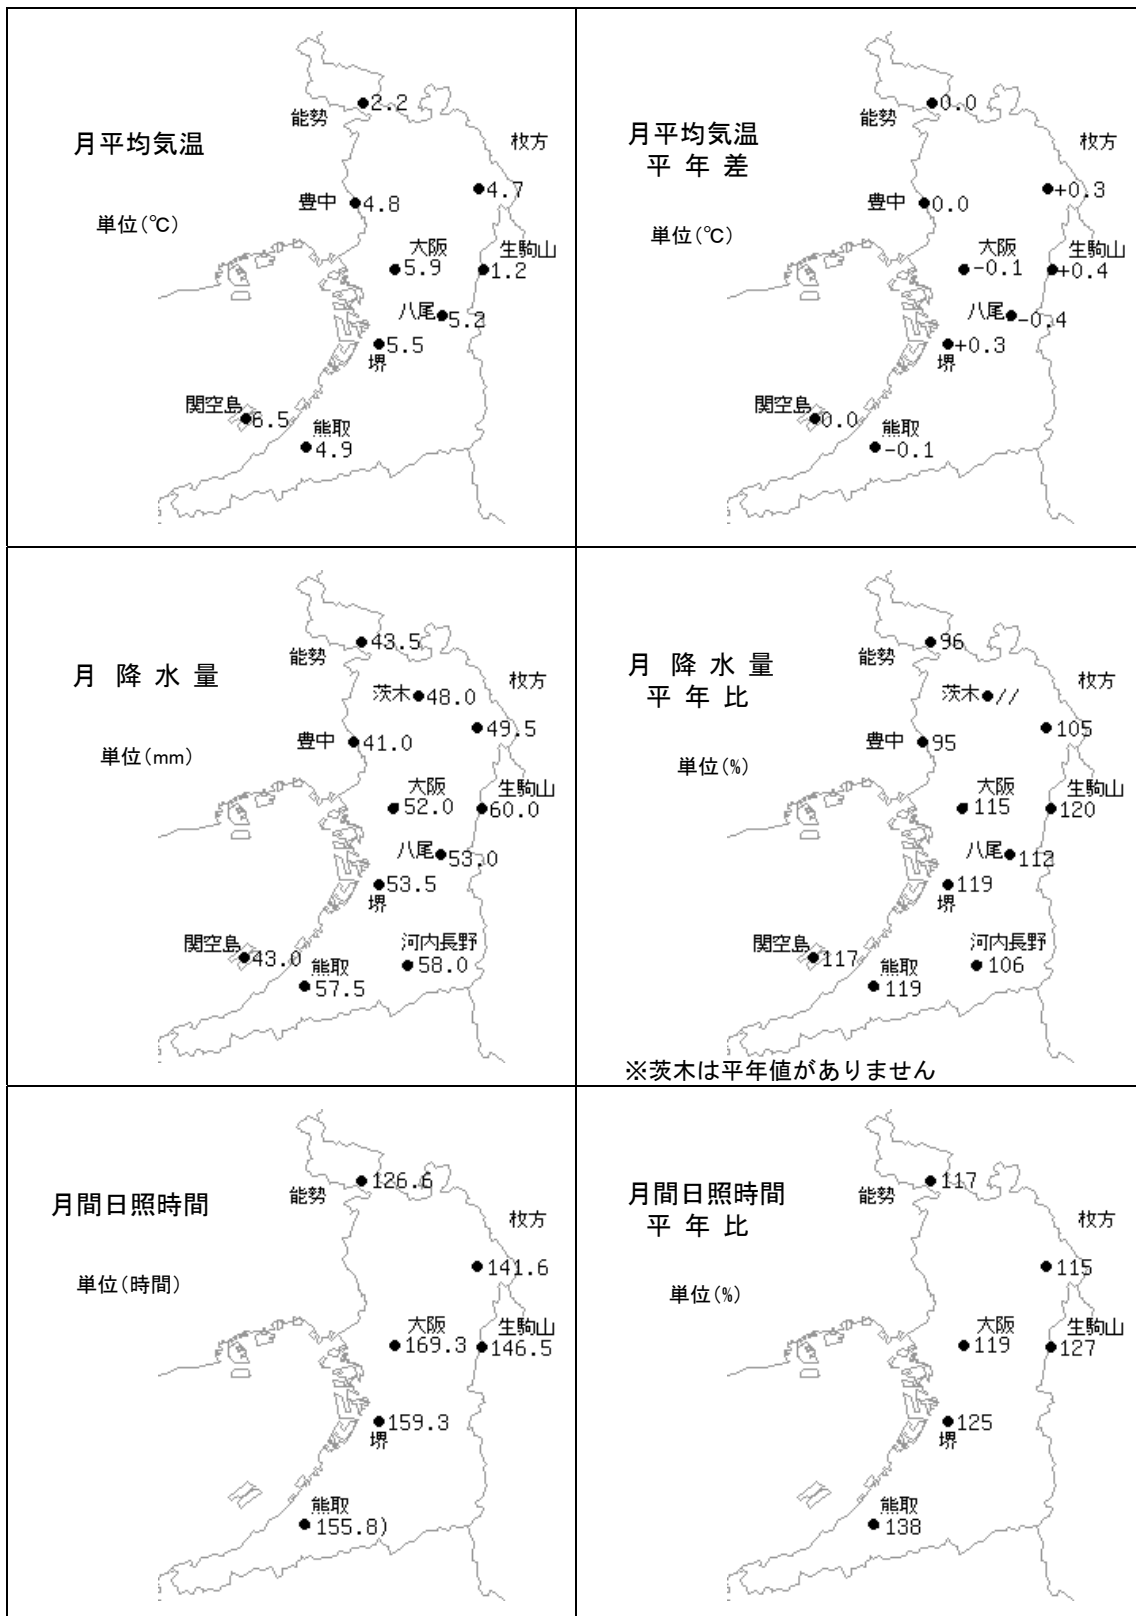 月平均気温
単位(℃)
能勢
2.2
枚方
4.7
豊中
4.8
大阪
5.9
生駒山
1.2
八尾
5.2
5.5
堺
関空島
6.5
熊取
4.9
月平均気温
平 年 差
単位(℃)
能勢
0.0
枚方
+0.3
豊中
0.0
大阪
-0.1
生駒山
+0.4
八尾
-0.4
+0.3
堺
関空島
0.0
熊取
-0.1
月 降 水 量
単位(mm)
能勢
43.5
茨木 48.0
枚方
49.5
豊中
41.0
大阪
52.0
生駒山
60.0
八尾
53.0
53.5
堺
関空島
43.0
河内長野
58.0
熊取
57.5
月 降 水 量
平 年 比
単位(%)
能勢
96
茨木 //
枚方
105
豊中
95
大阪
115
生駒山
120
八尾
112
119
堺
関空島
117
河内長野
106
熊取
119
※茨木は平年値がありません
月間日照時間
単位(時間)
能勢
126.6
枚方
141.6
大阪
169.3
生駒山
146.5
159.3
堺
熊取
155.8)
月間日照時間
平 年 比
単位(%)
能勢
117
枚方
115
大阪
119
生駒山
127
125
堺
熊取
138